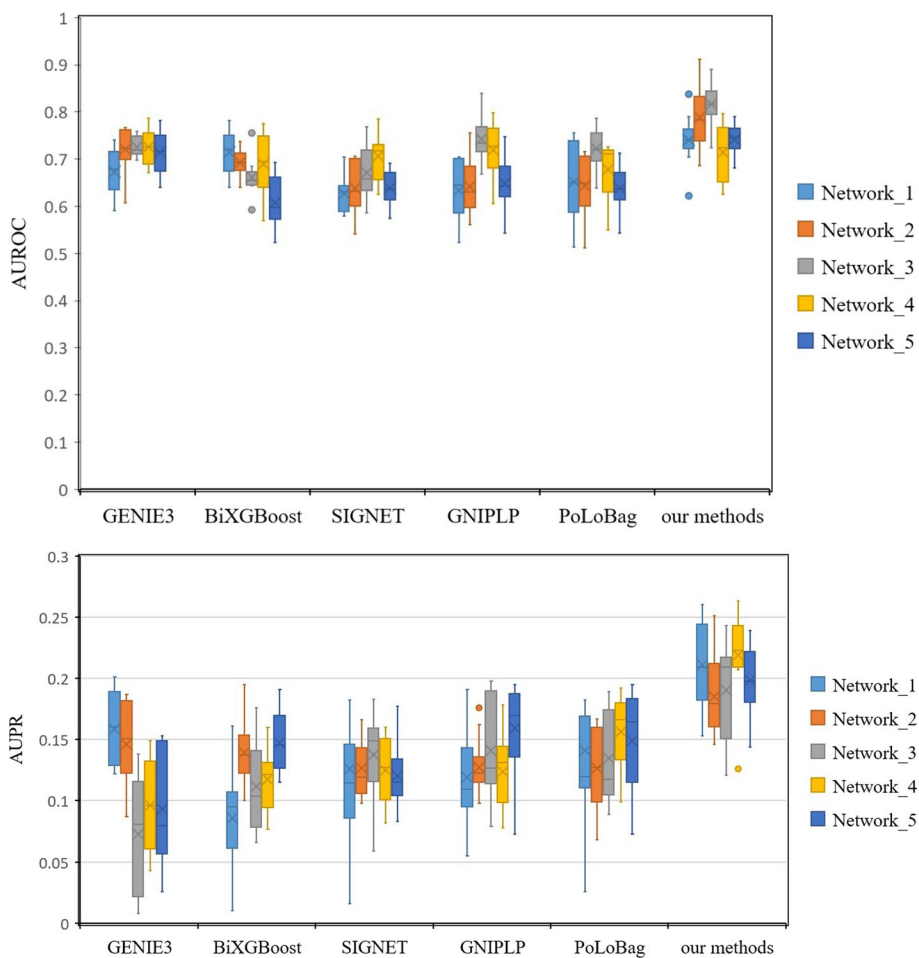 1
0.9
0.8
0.7
0.6
0.5
0.4
0.3
0.2
0.1
0
AUROC
GENIE3 BiXGBoost SIGNET GNIPLP PoLoBag our methods
Network_1
Network_2
Network_3
Network_4
Network_5
0.3
0.25
0.2
0.15
0.1
0.05
0
AUPR
GENIE3 BiXGBoost SIGNET GNIPLP PoLoBag our methods
Network_1
Network_2
Network_3
Network_4
Network_5